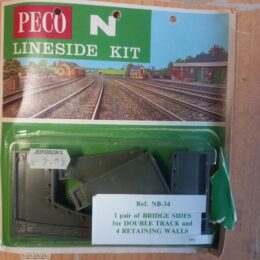 PECO N
LINESIDE KIT
JEFFERSON'S
Ref. NB-34
1 pair of BRIDGE SIDES
for DOUBLE TRACK and
4 RETAINING WALLS